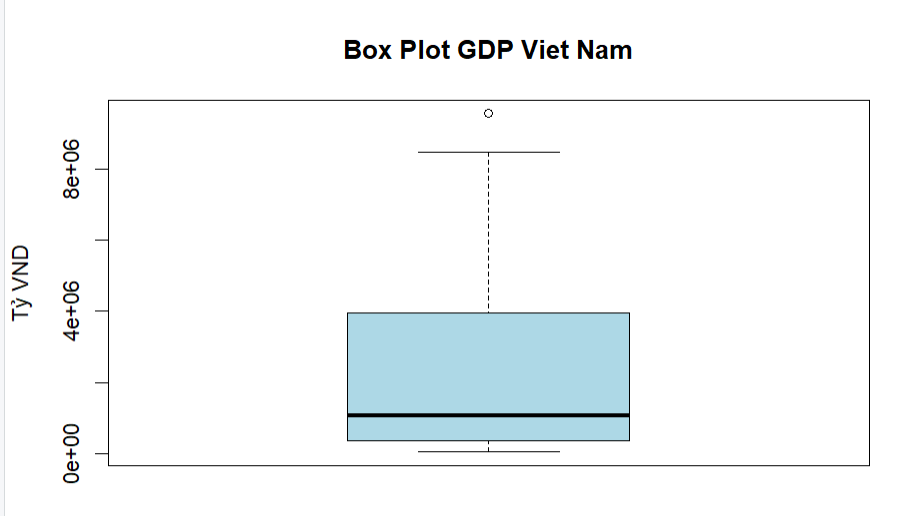 Box Plot GDP Viet Nam
8e+06
4e+06
0e+00
Tỷ VND